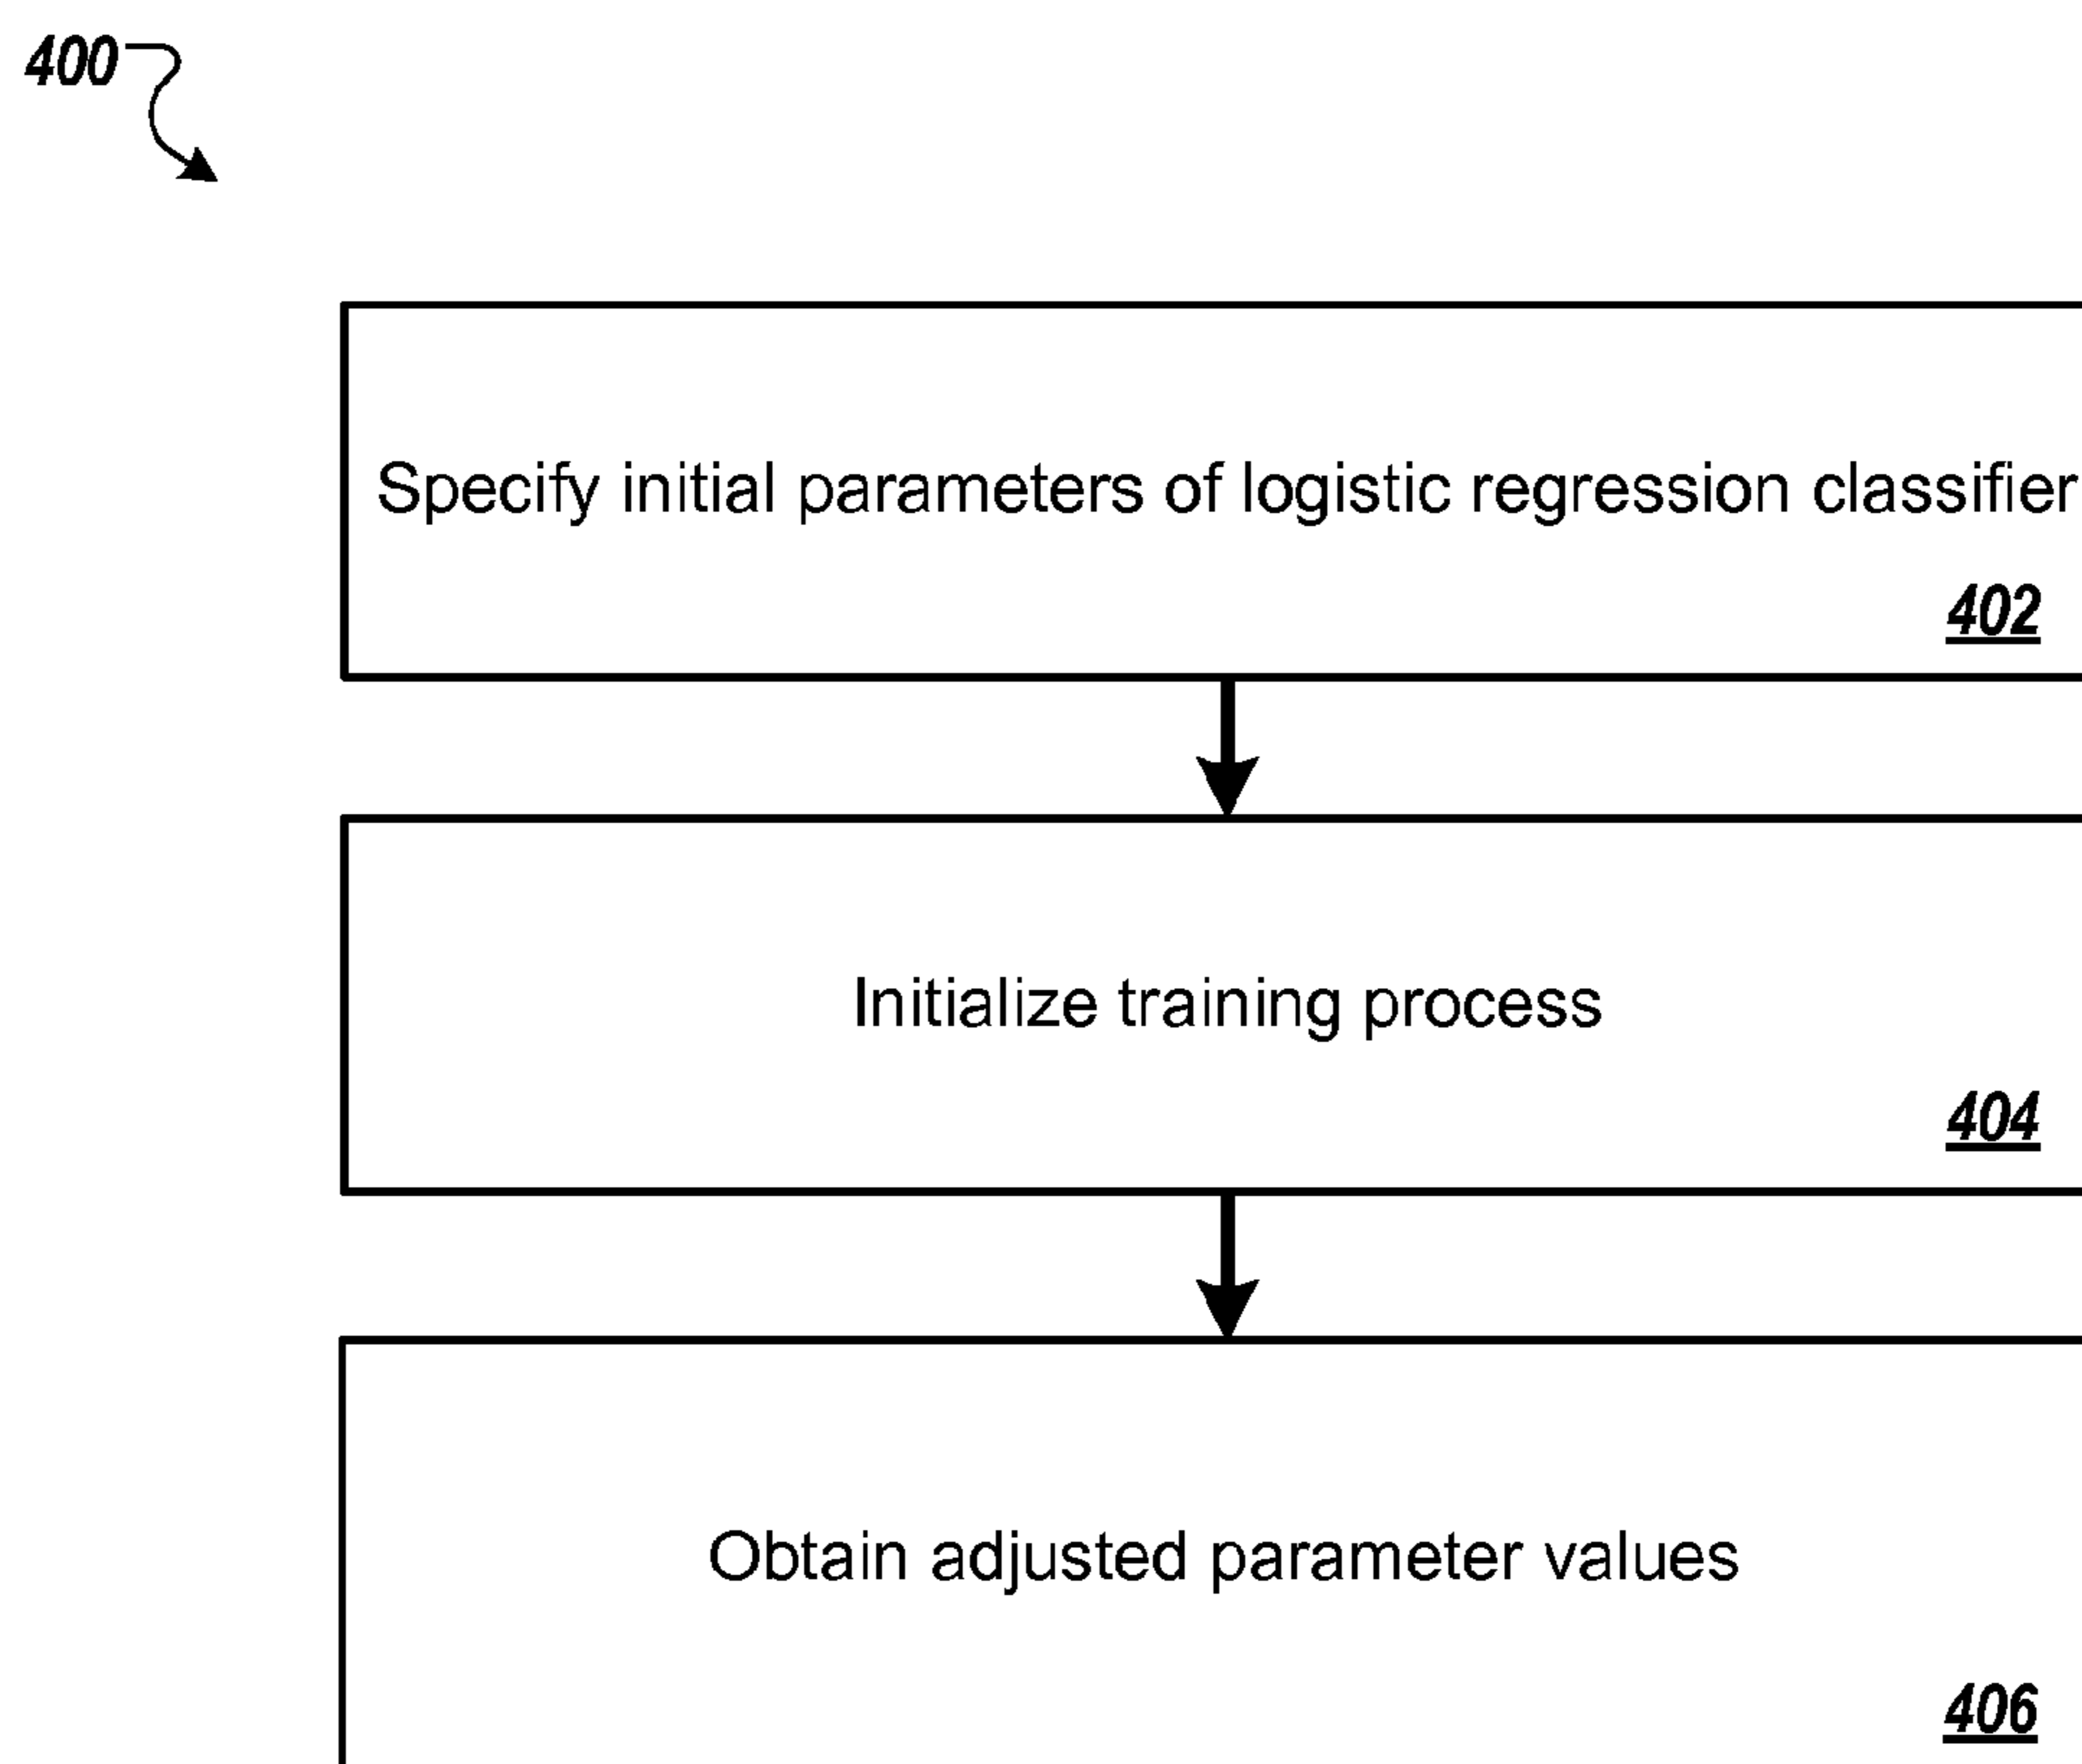 400
Specify initial parameters of logistic regression classifier
402
Initialize training process
404
Obtain adjusted parameter values
406